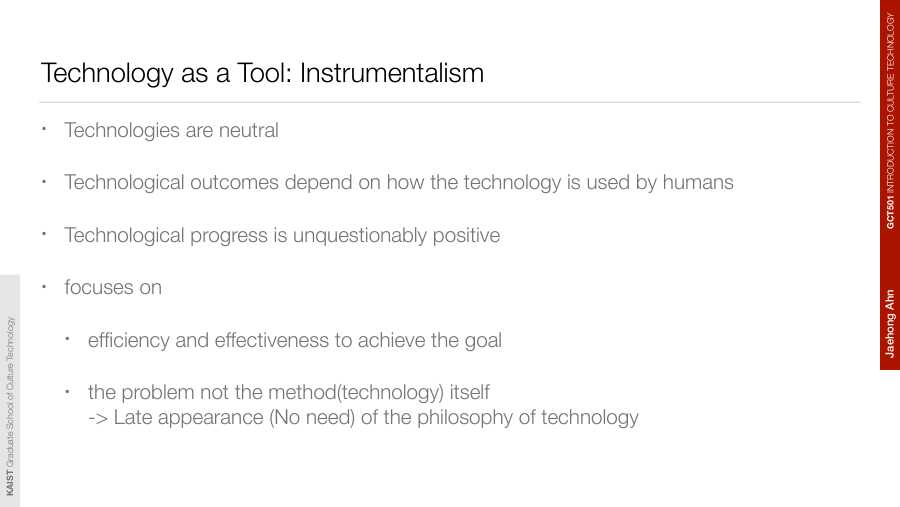 Technology as a Tool: Instrumentalism
• Technologies are neutral
• Technological outcomes depend on how the technology is used by humans
• Technological progress is unquestionably positive
• focuses on
• efficiency and effectiveness to achieve the goal
• the problem not the method(technology) itself
-> Late appearance (No need) of the philosophy of technology
KAIST Graduate School of Culture Technology
GCT501 INTRODUCTION TO CULTURE TECHNOLOGY
Jaehong Ahn